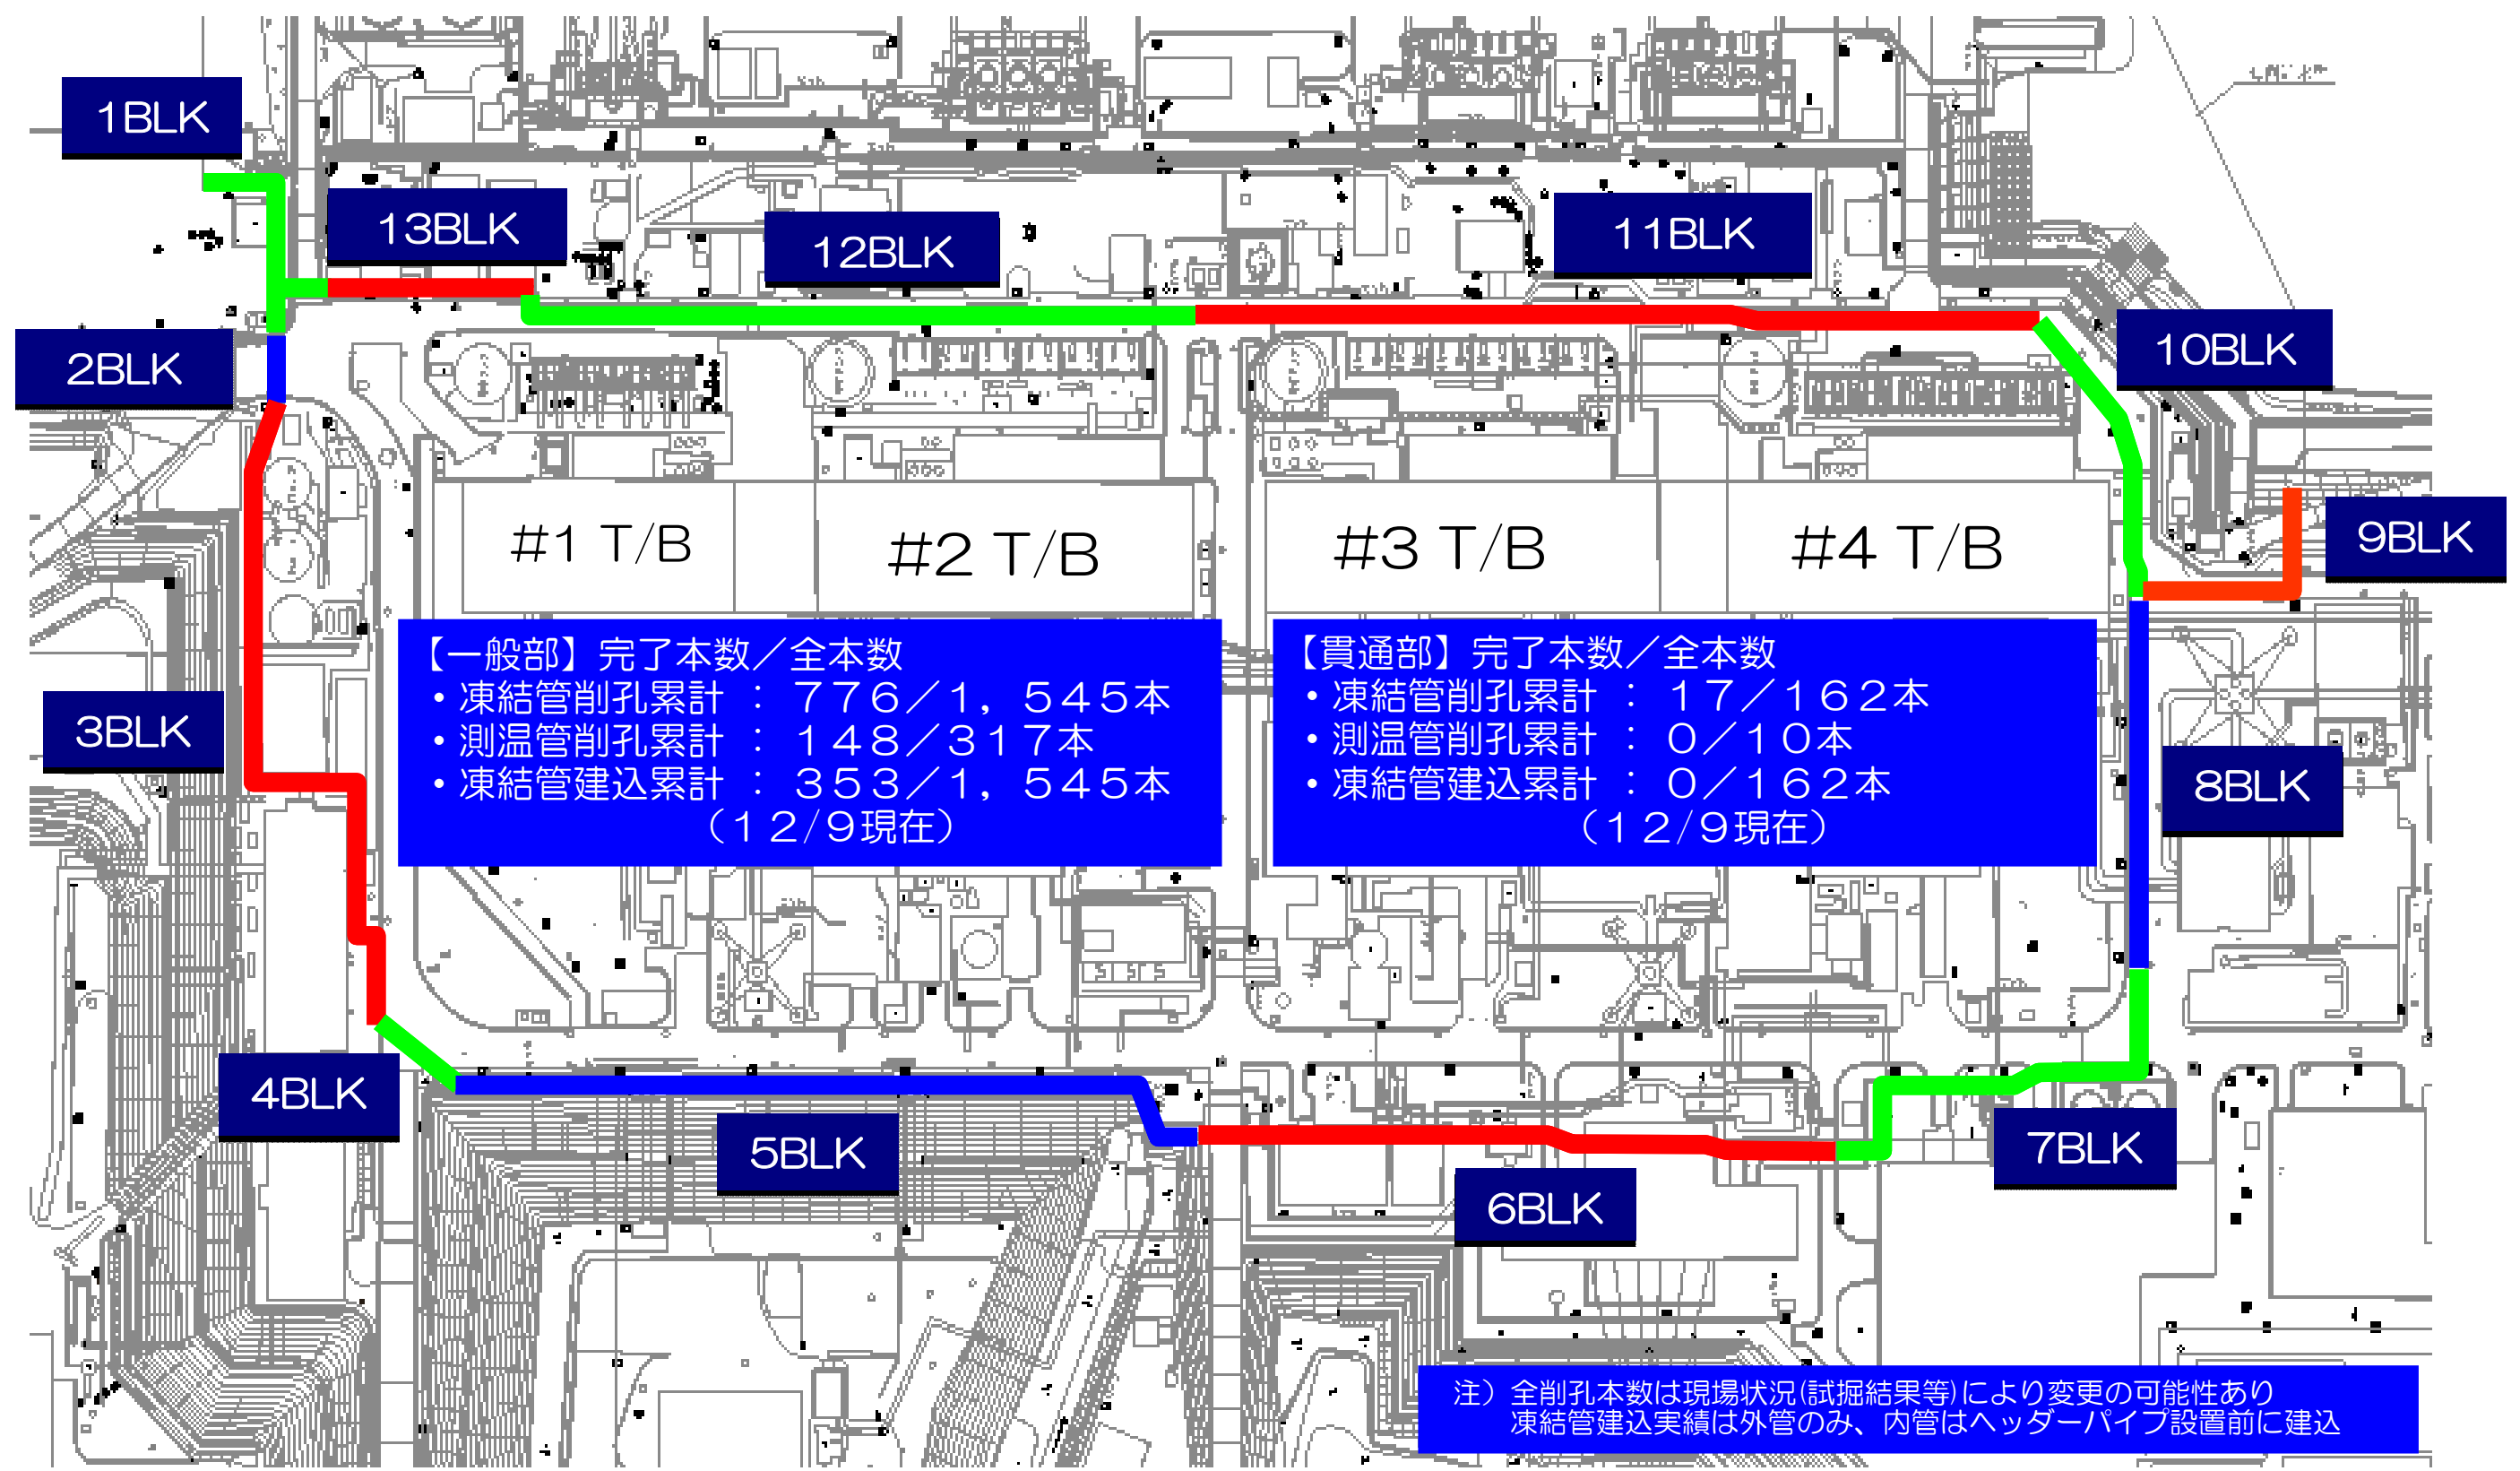 1BLK
13BLK
12BLK
11BLK
2BLK
10BLK
#1 T/B
#2 T/B
#3 T/B
#4 T/B
9BLK
【一般部】完了本数／全本数
・凍結管削孔累計 ： ７７６／１，５４５本
・測温管削孔累計 ： １４８／３１７本
・凍結管建込累計 ： ３５３／１，５４５本
（１２/９現在）
【貫通部】完了本数／全本数
・凍結管削孔累計 ： １７／１６２本
・測温管削孔累計 ： ０／１０本
・凍結管建込累計 ： ０／１６２本
（１２/９現在）
3BLK
8BLK
4BLK
5BLK
7BLK
6BLK
注）全削孔本数は現場状況(試掘結果等)により変更の可能性あり
凍結管建込実績は外管のみ、内管はヘッダーパイプ設置前に建込